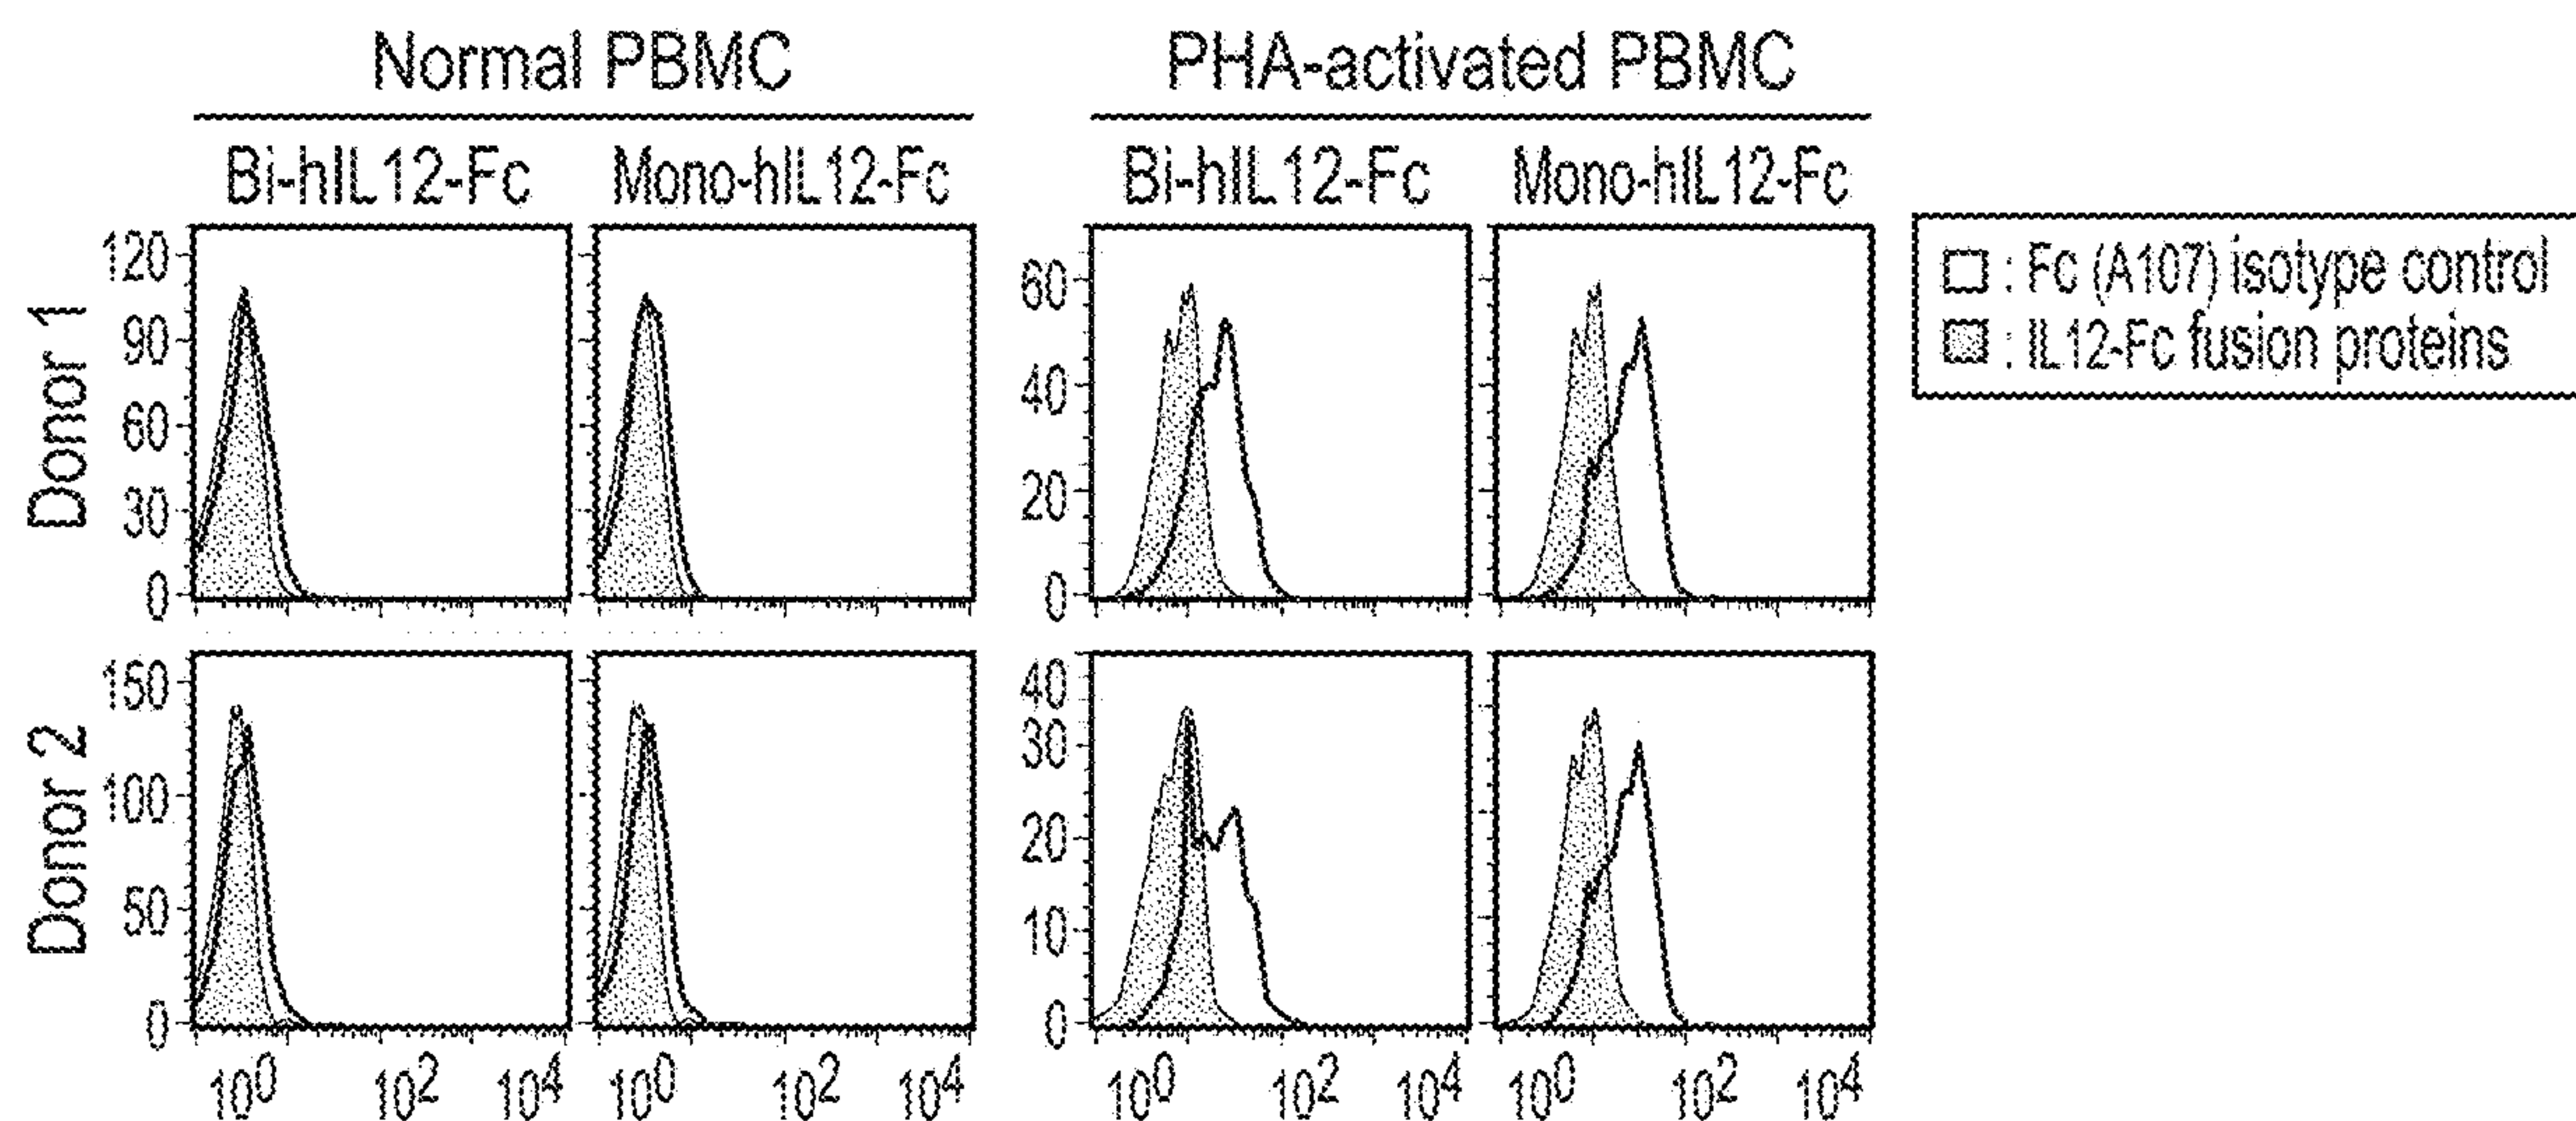 Normal PBMC
PHA-activated PBMC
Bi-hIL12-Fc
Mono-hIL12-Fc
Bi-hIL12-Fc
Mono-hIL12-Fc
: Fc (A107) isotype control
: IL12-Fc fusion proteins
Donor 1
120
90
60
30
0
60
40
20
0
Donor 2
150
100
50
0
40
30
20
10
0
10^0 10^2 10^4
10^0 10^2 10^4
10^0 10^2 10^4
10^0 10^2 10^4